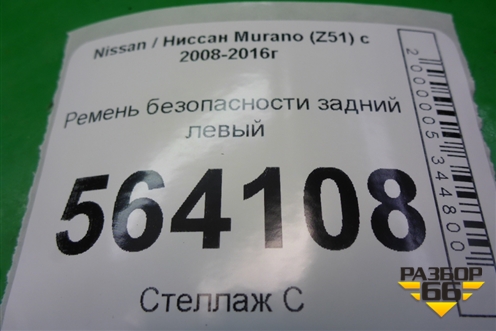 Nissan / Ниссан Murano (Z51) с
2008-2016г
Ремень безопасности задний
левый
564108
Стеллаж С
2000005344800
РАЗБОР
66